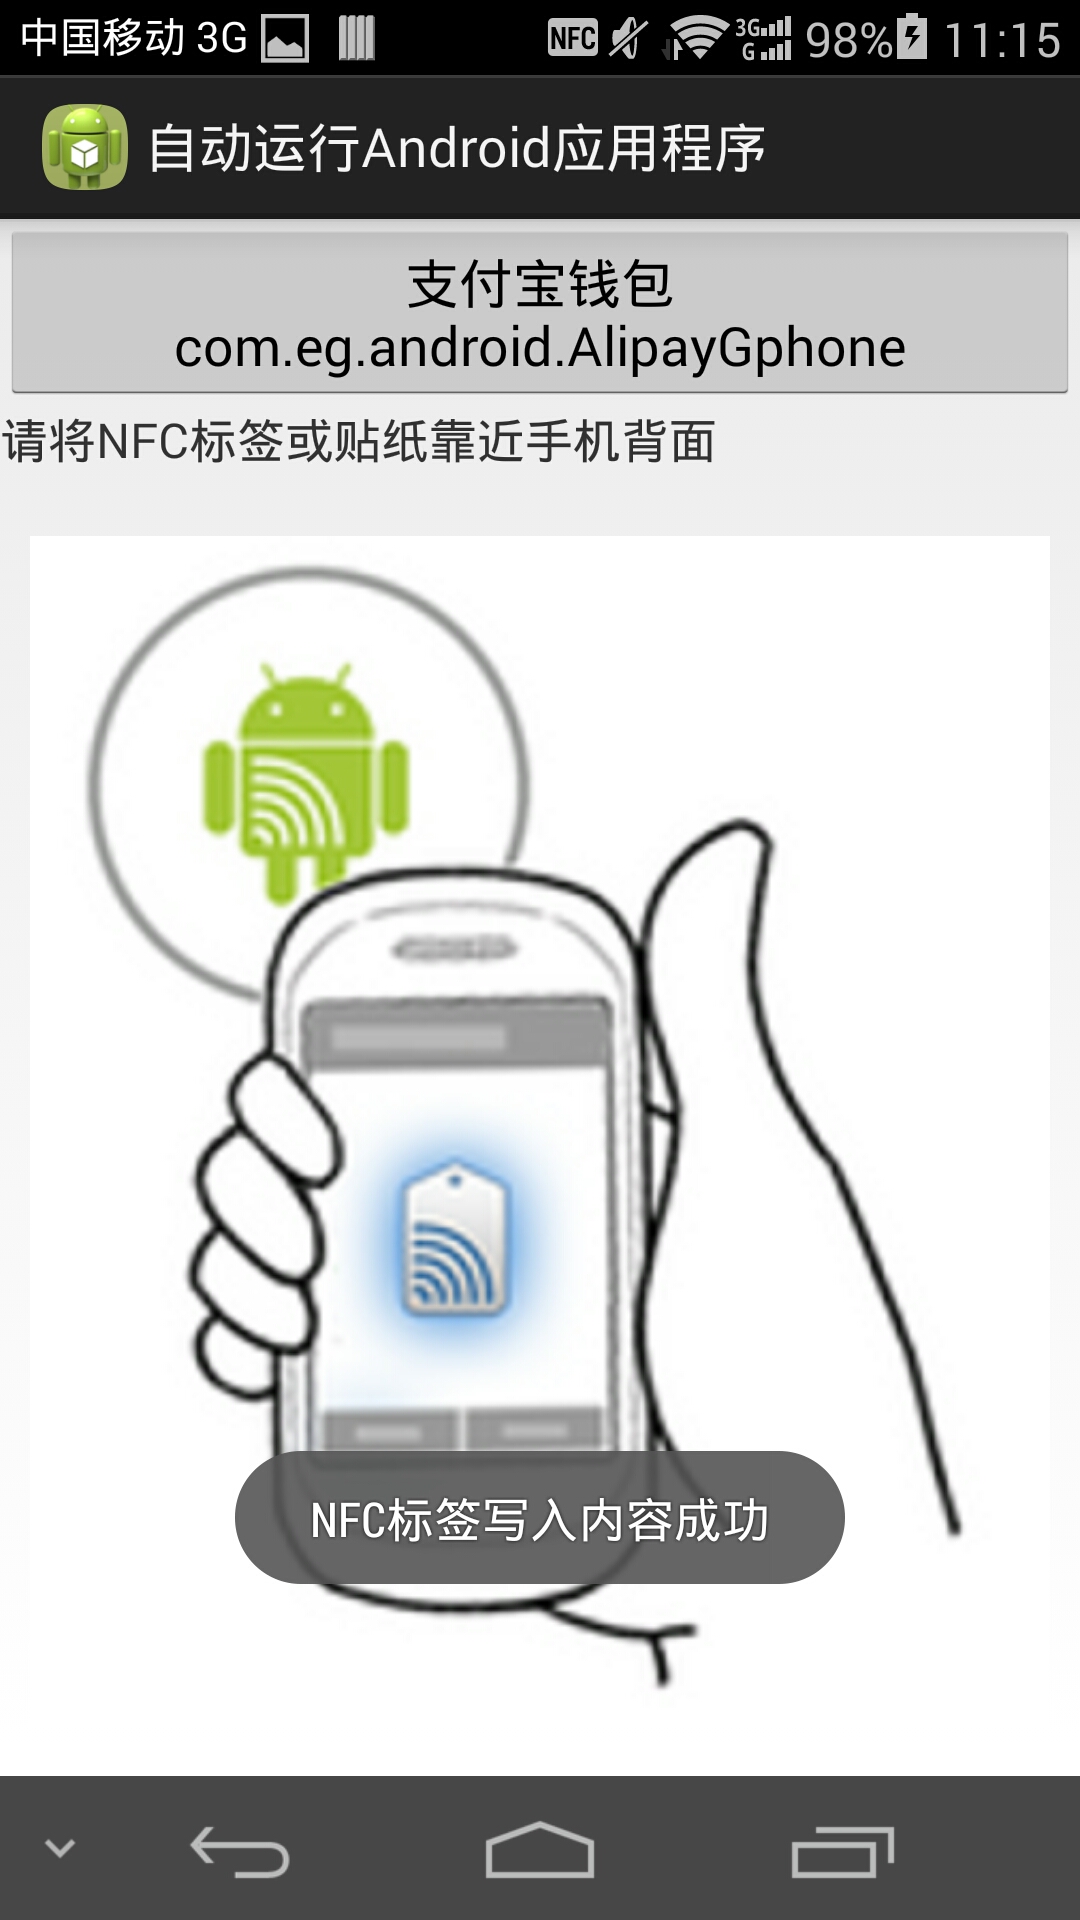 中国移动 3G NFC 3G G 98% 11:15
自动运行Android应用程序
支付宝钱包
com.eg.android.AlipayGphone
请将NFC标签或贴纸靠近手机背面
NFC标签写入内容成功